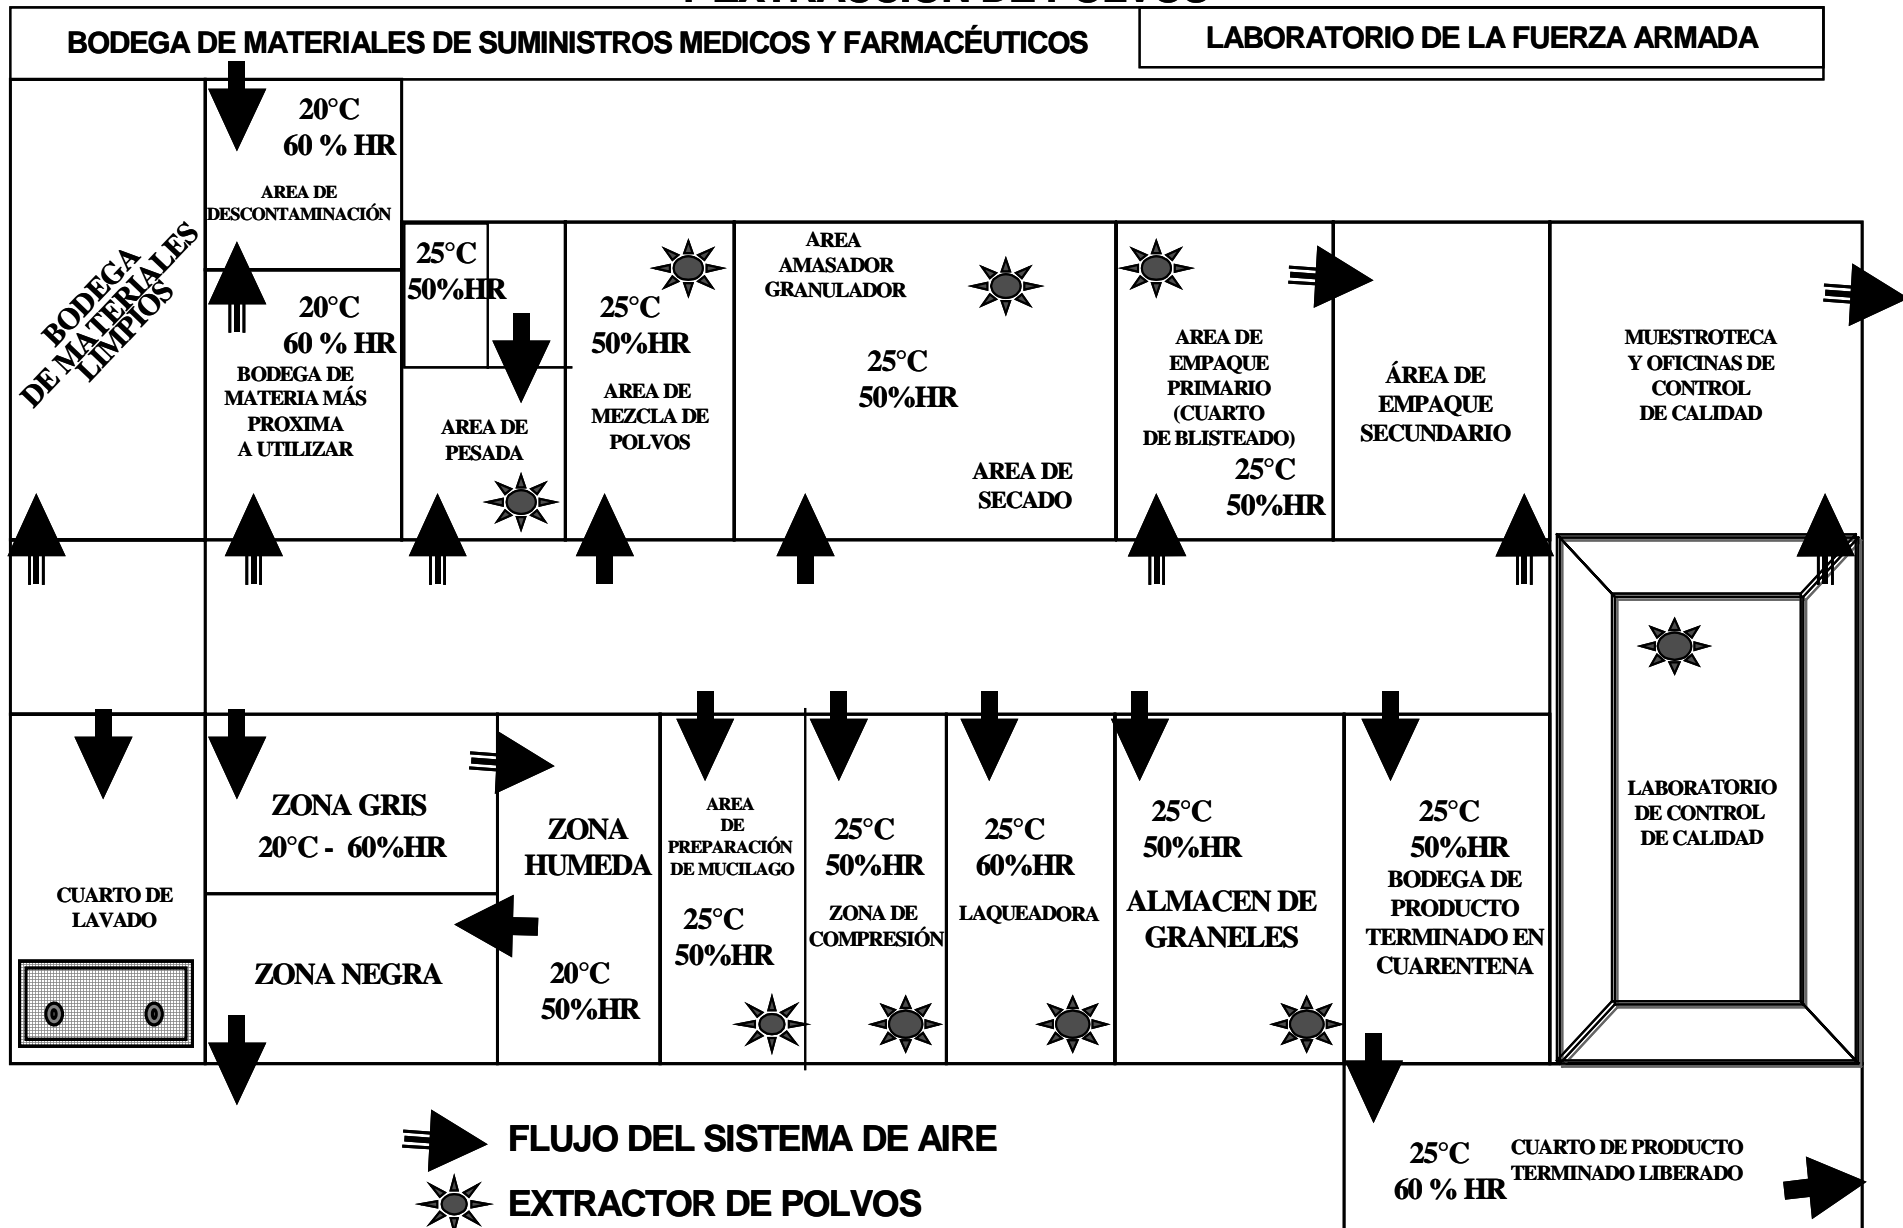 Y EXTRACCIÓN DE POLVOS
BODEGA DE MATERIALES DE SUMINISTROS MEDICOS Y FARMACÉUTICOS
LABORATORIO DE LA FUERZA ARMADA
BODEGA
DE MATERIALES
LIMPIOS
20°C
60 % HR
AREA DE
DESCONTAMINACIÓN
20°C
60 % HR
BODEGA DE
MATERIA MÁS
PROXIMA
A UTILIZAR
25°C
50%HR
AREA DE
PESADA
25°C
50%HR
AREA DE
MEZCLA DE
POLVOS
AREA
AMASADOR
GRANULADOR
25°C
50%HR
AREA DE
SECADO
AREA DE
EMPAQUE
PRIMARIO
(CUARTO
DE BLISTEADO)
25°C
50%HR
ÁREA DE
EMPAQUE
SECUNDARIO
MUESTROTECA
Y OFICINAS DE
CONTROL
DE CALIDAD
CUARTO DE
LAVADO
ZONA GRIS
20°C - 60%HR
ZONA NEGRA
ZONA
HUMEDA
20°C
50%HR
AREA
DE
PREPARACIÓN
DE MUCILAGO
25°C
50%HR
25°C
50%HR
ZONA DE
COMPRESIÓN
25°C
60%HR
LAQUEADORA
25°C
50%HR
ALMACEN DE
GRANELES
25°C
50%HR
BODEGA DE
PRODUCTO
TERMINADO EN
CUARENTENA
LABORATORIO
DE CONTROL
DE CALIDAD
FLUJO DEL SISTEMA DE AIRE
EXTRACTOR DE POLVOS
25°C
60 % HR
CUARTO DE PRODUCTO
TERMINADO LIBERADO